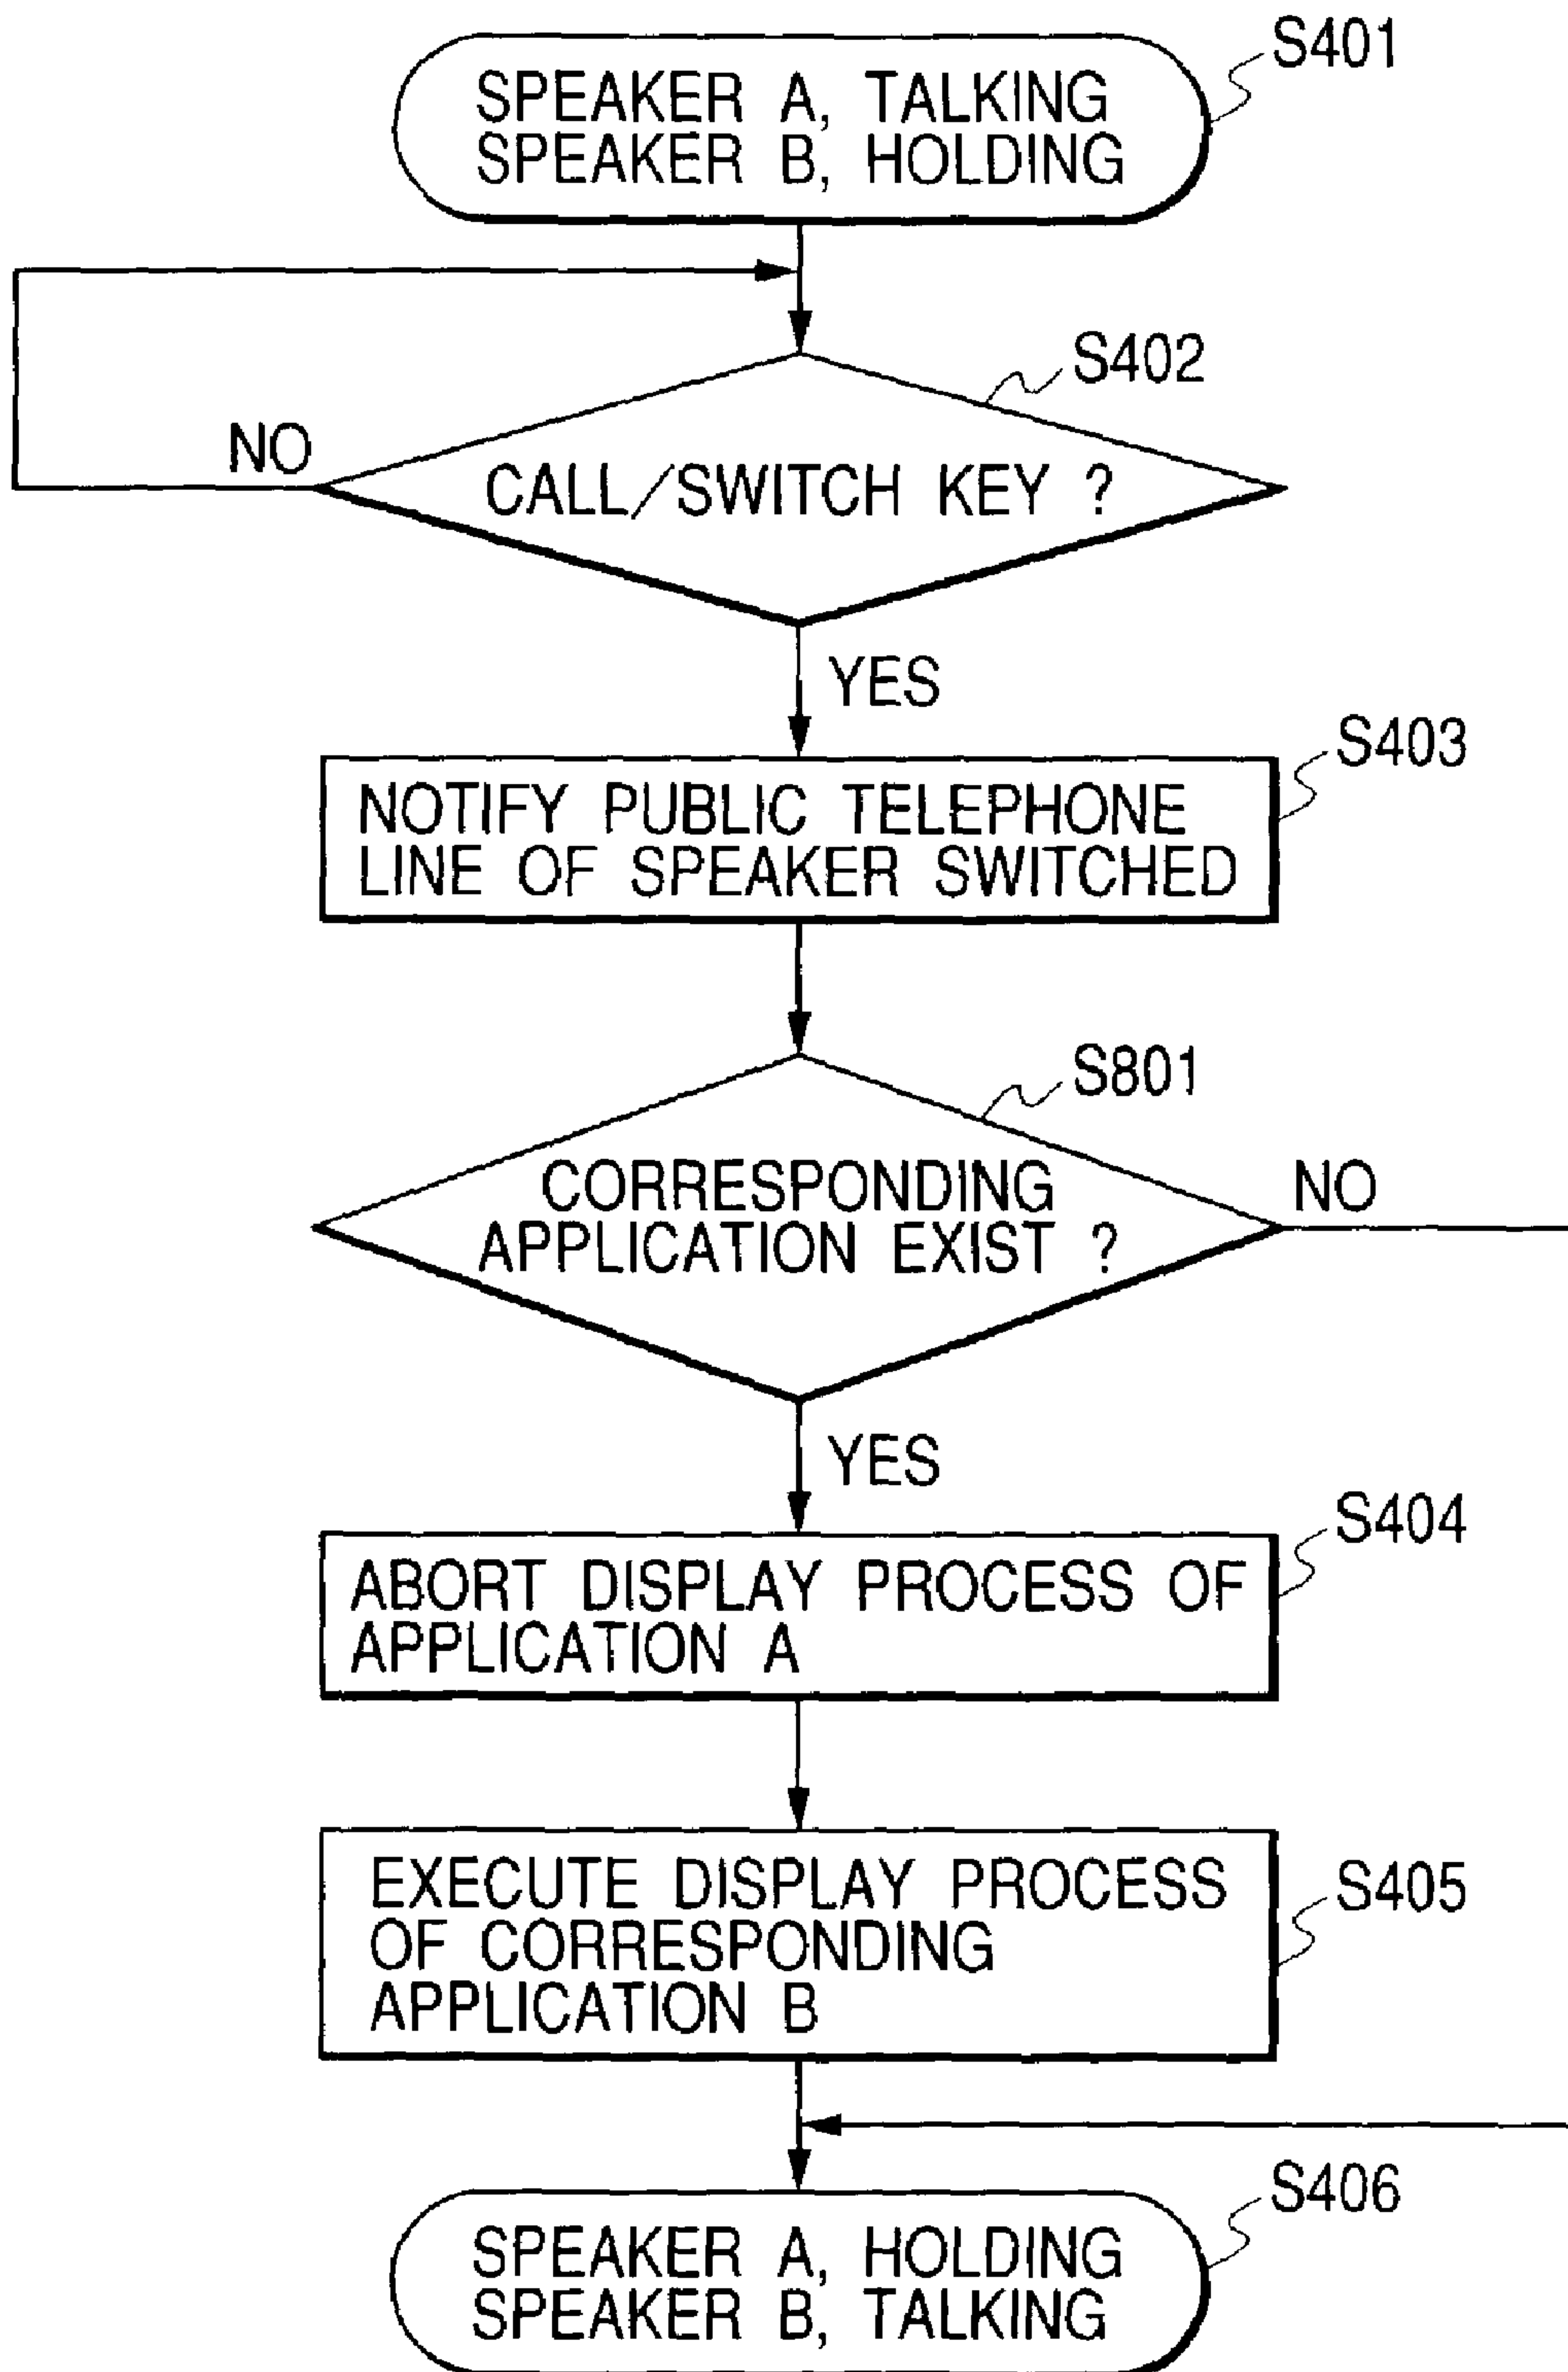 S401
SPEAKER A, TALKING
SPEAKER B, HOLDING
S402
NO
CALL/SWITCH KEY ?
YES
S403
NOTIFY PUBLIC TELEPHONE
LINE OF SPEAKER SWITCHED
S801
CORRESPONDING
APPLICATION EXIST ?
NO
YES
S404
ABORT DISPLAY PROCESS OF
APPLICATION A
S405
EXECUTE DISPLAY PROCESS
OF CORRESPONDING
APPLICATION B
S406
SPEAKER A, HOLDING
SPEAKER B, TALKING